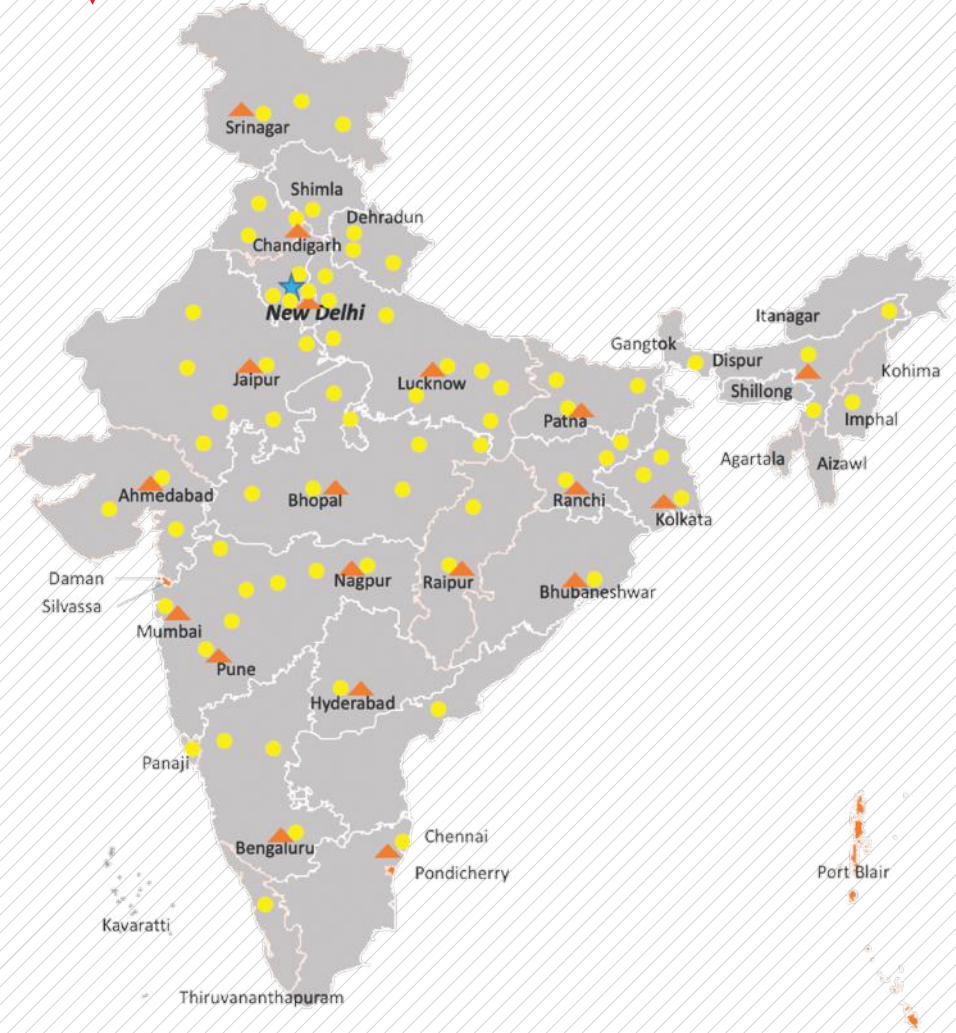 Srinagar
Shimla
Dehradun
Chandigarh
New Delhi
Itanagar
Gangtok
Dispur
Kohima
Jaipur
Lucknow
Shillong
Imphal
Patna
Agartala
Aizawl
Ahmedabad
Bhopal
Ranchi
Kolkata
Daman
Nagpur
Raipur
Bhubaneshwar
Silvassa
Mumbai
Pune
Hyderabad
Panaji
Chennai
Bengaluru
Pondicherry
Port Blair
Kavaratti
Thiruvananthapuram